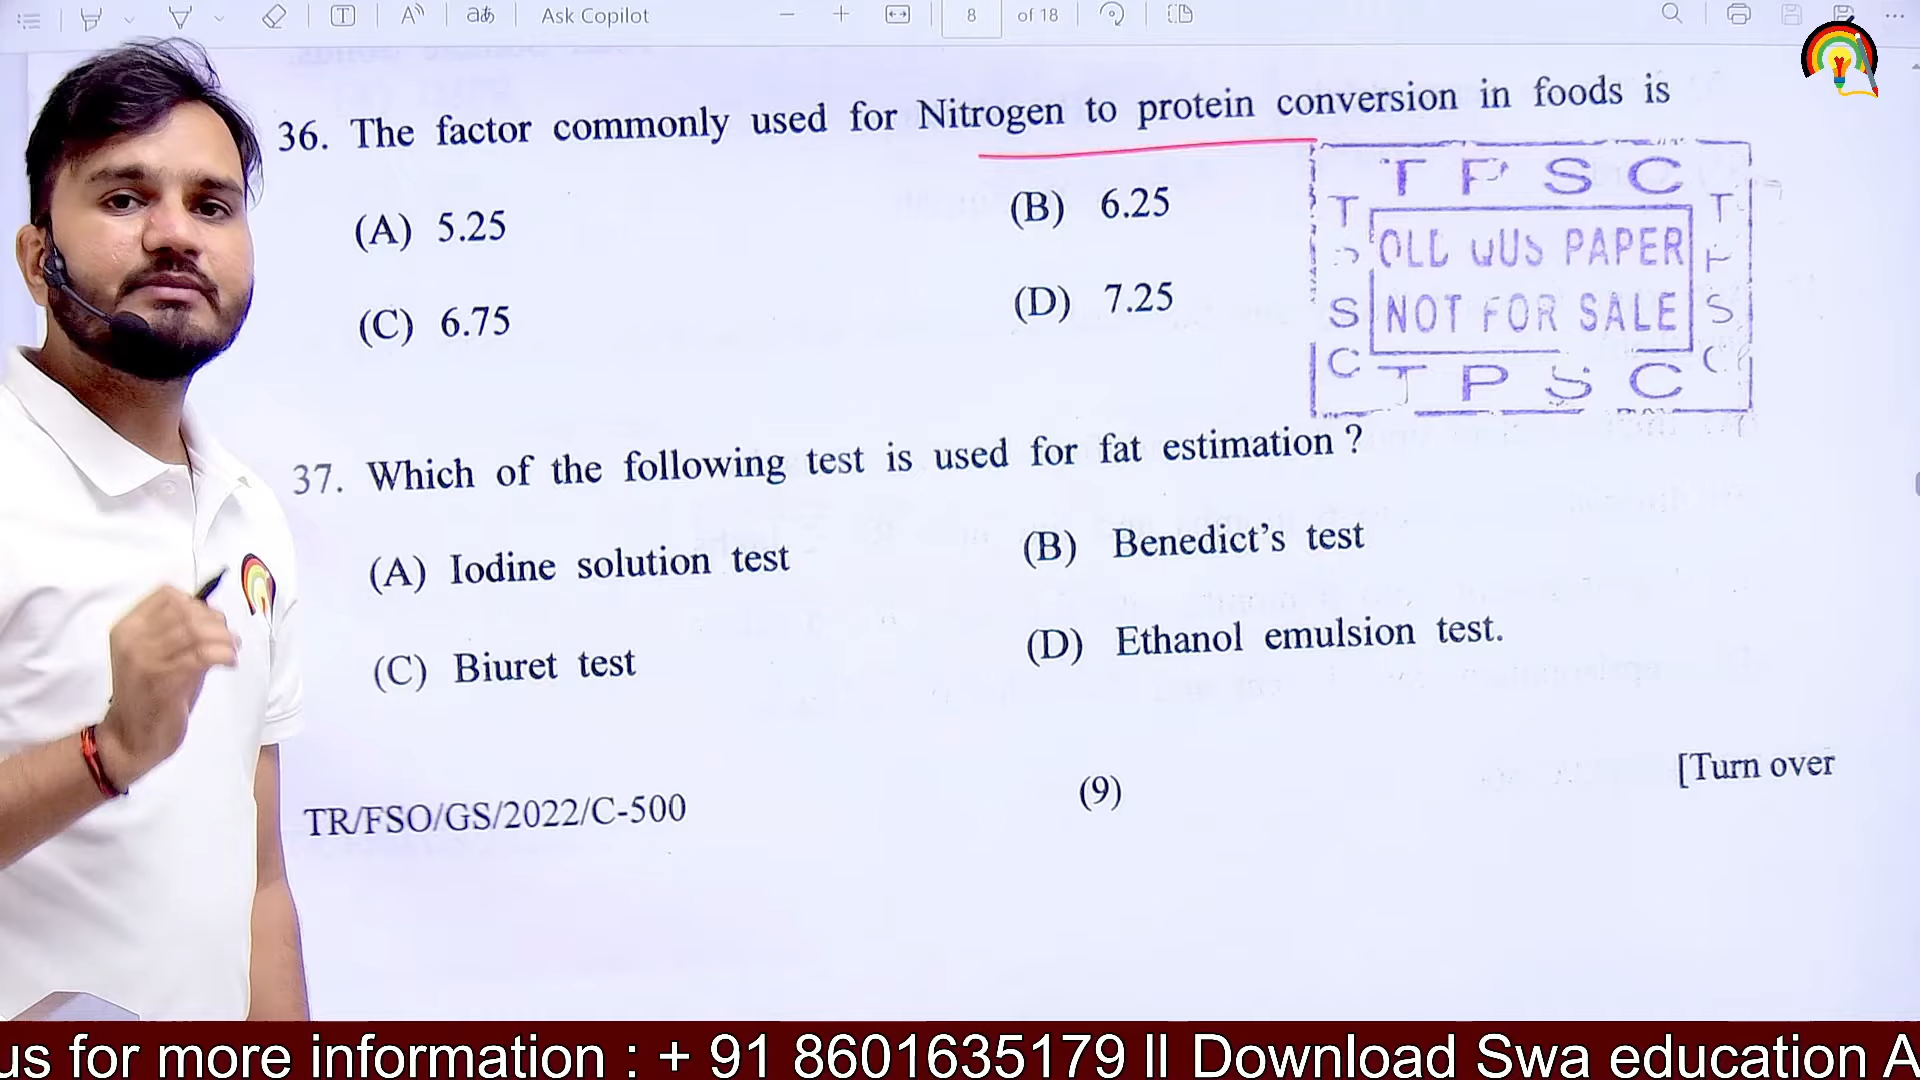 Ask Copilot
8 of 18
36. The factor commonly used for Nitrogen to protein conversion in foods is
(A) 5.25
(B) 6.25
(C) 6.75
(D) 7.25
T P S C
OLD QUS PAPER
NOT FOR SALE
T P S C
37. Which of the following test is used for fat estimation ?
(A) Iodine solution test
(B) Benedict's test
(C) Biuret test
(D) Ethanol emulsion test.
TR/FSO/GS/2022/C-500
(9)
[Turn over
us for more information : + 91 8601635179 ll Download Swa education A